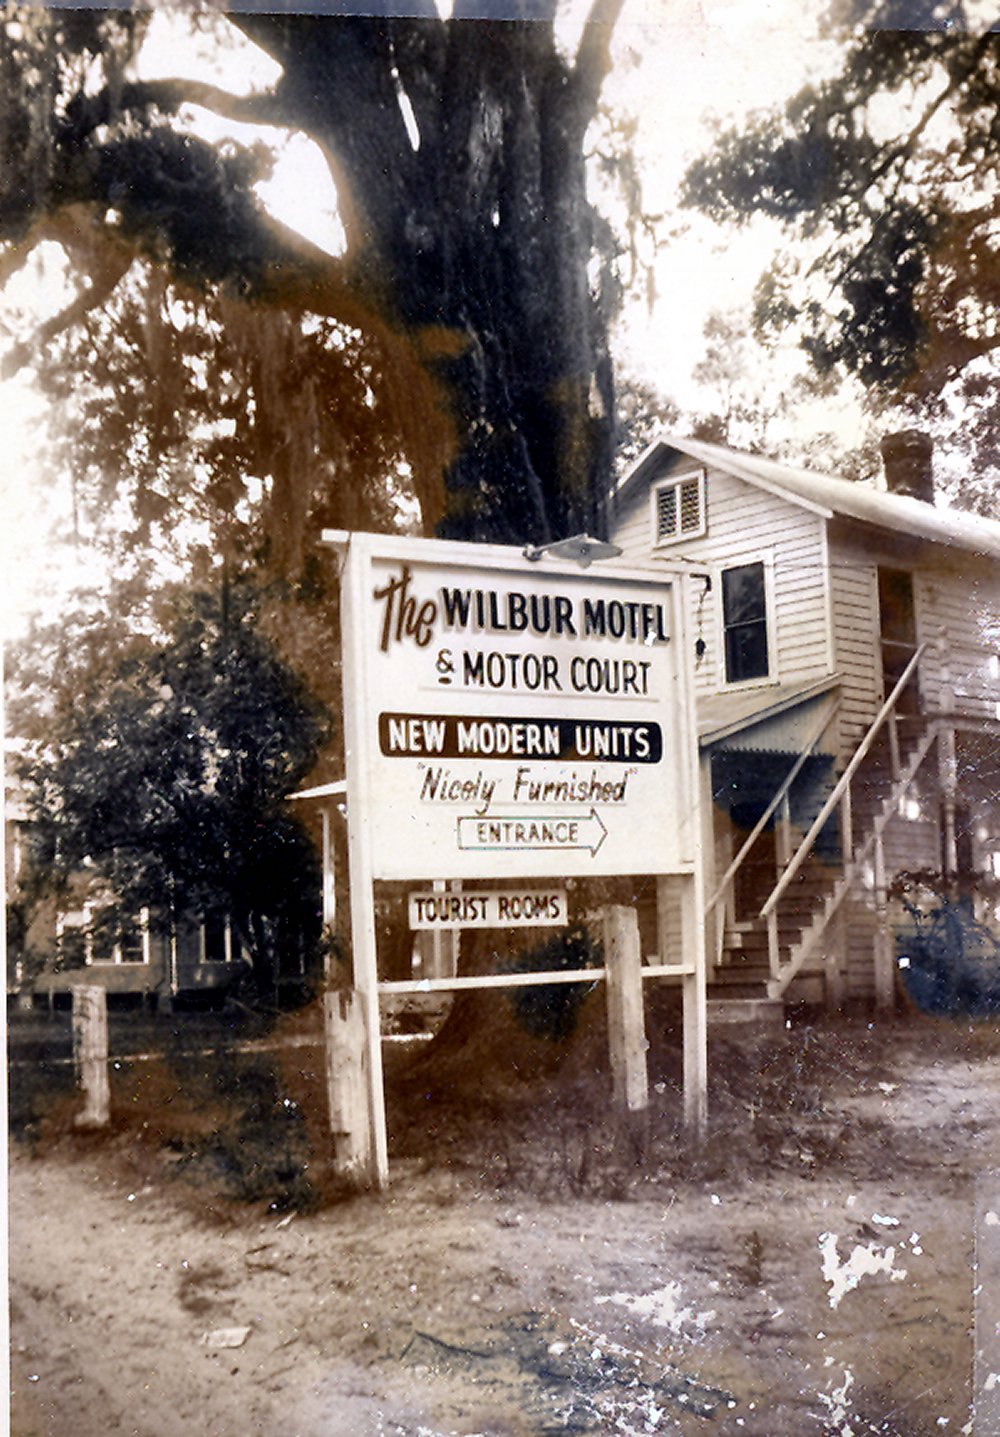 The WILBUR MOTEL
& MOTOR COURT
NEW MODERN UNITS
"Nicely Furnished"
ENTRANCE
TOURIST ROOMS